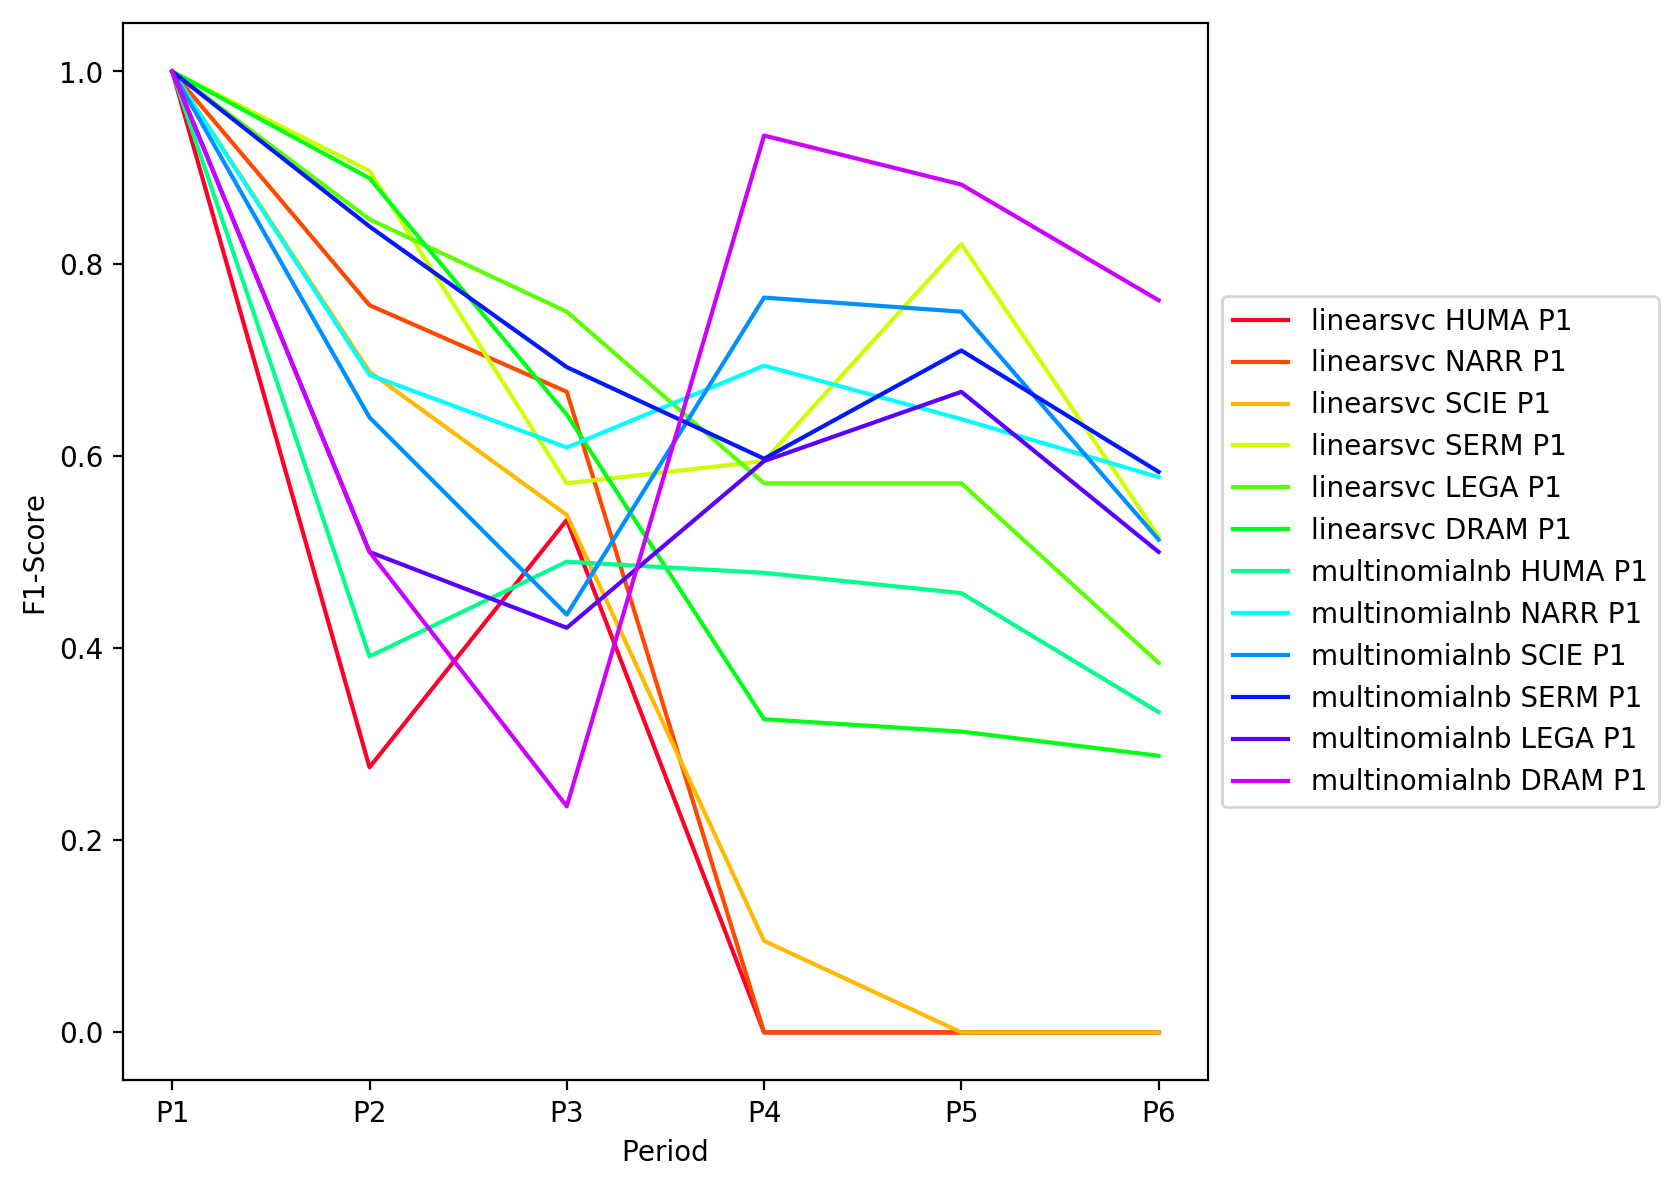 1.0
0.8
0.6
0.4
0.2
0.0
F1-Score
P1 P2 P3 P4 P5 P6
Period
linearsvc HUMA P1
linearsvc NARR P1
linearsvc SCIE P1
linearsvc SERM P1
linearsvc LEGA P1
linearsvc DRAM P1
multinomialnb HUMA P1
multinomialnb NARR P1
multinomialnb SCIE P1
multinomialnb SERM P1
multinomialnb LEGA P1
multinomialnb DRAM P1